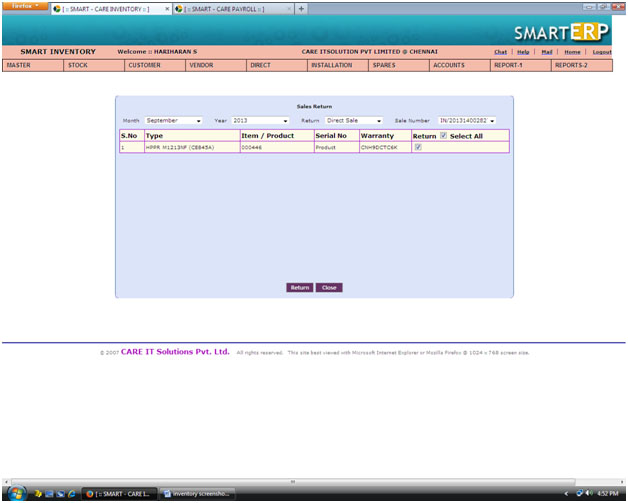 Firefox
[ :: SMART - CARE INVENTORY :: ] × [ :: SMART - CARE PAYROLL :: ] × +
SMARTERP
SMART INVENTORY Welcome :: HARIHARAN S CARE ITSOLUTION PVT LIMITED @ CHENNAI Chat | Help | Mail | Home | Logout
MASTER STOCK CUSTOMER VENDOR DIRECT INSTALLATION SPARES ACCOUNTS REPORT-1 REPORTS-2
Sales Return
Month September Year 2013 Return Direct Sale Sale Number IN/20131400282
S.No Type Item / Product Serial No Warranty Return Select All
1 HPPR M1213NF (CE845A) 000446 Product CNH9DCTC6K
Return Close
© 2007 CARE IT Solutions Pvt. Ltd. All rights reserved. This site best viewed with Microsoft Internet Explorer or Mozilla Firefox @ 1024 x 768 screen size.
[ :: SMART - CARE I... inventory screensho... 4:52 PM